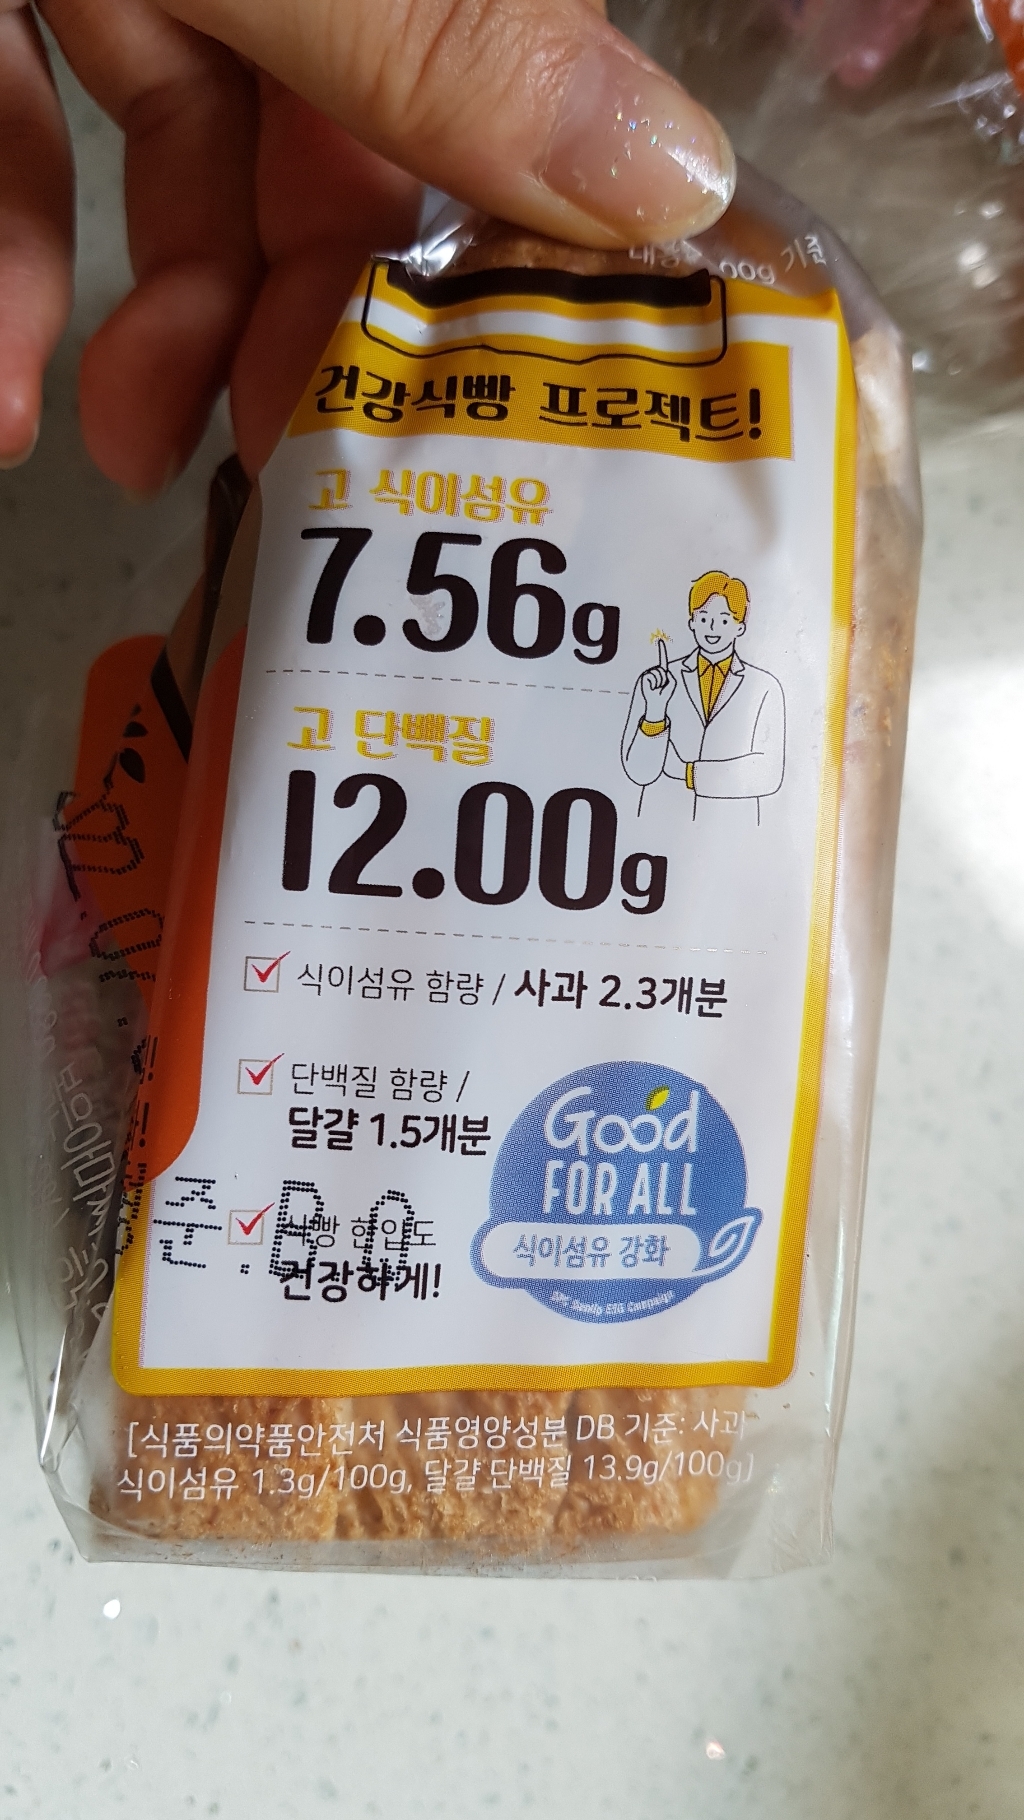 기준
건강식빵 프로젝트!
고 식이섬유
7.56g
고 단백질
12.00g
식이섬유 함량 / 사과 2.3개분
단백질 함량 /
달걀 1.5개분
식빵 한입도
건강하게!
Good
FOR ALL
식이섬유 강화
[식품의약품안전처 식품영양성분 DB 기준: 사과
식이섬유 1.3g/100g, 달걀 단백질 13.9g/100g]